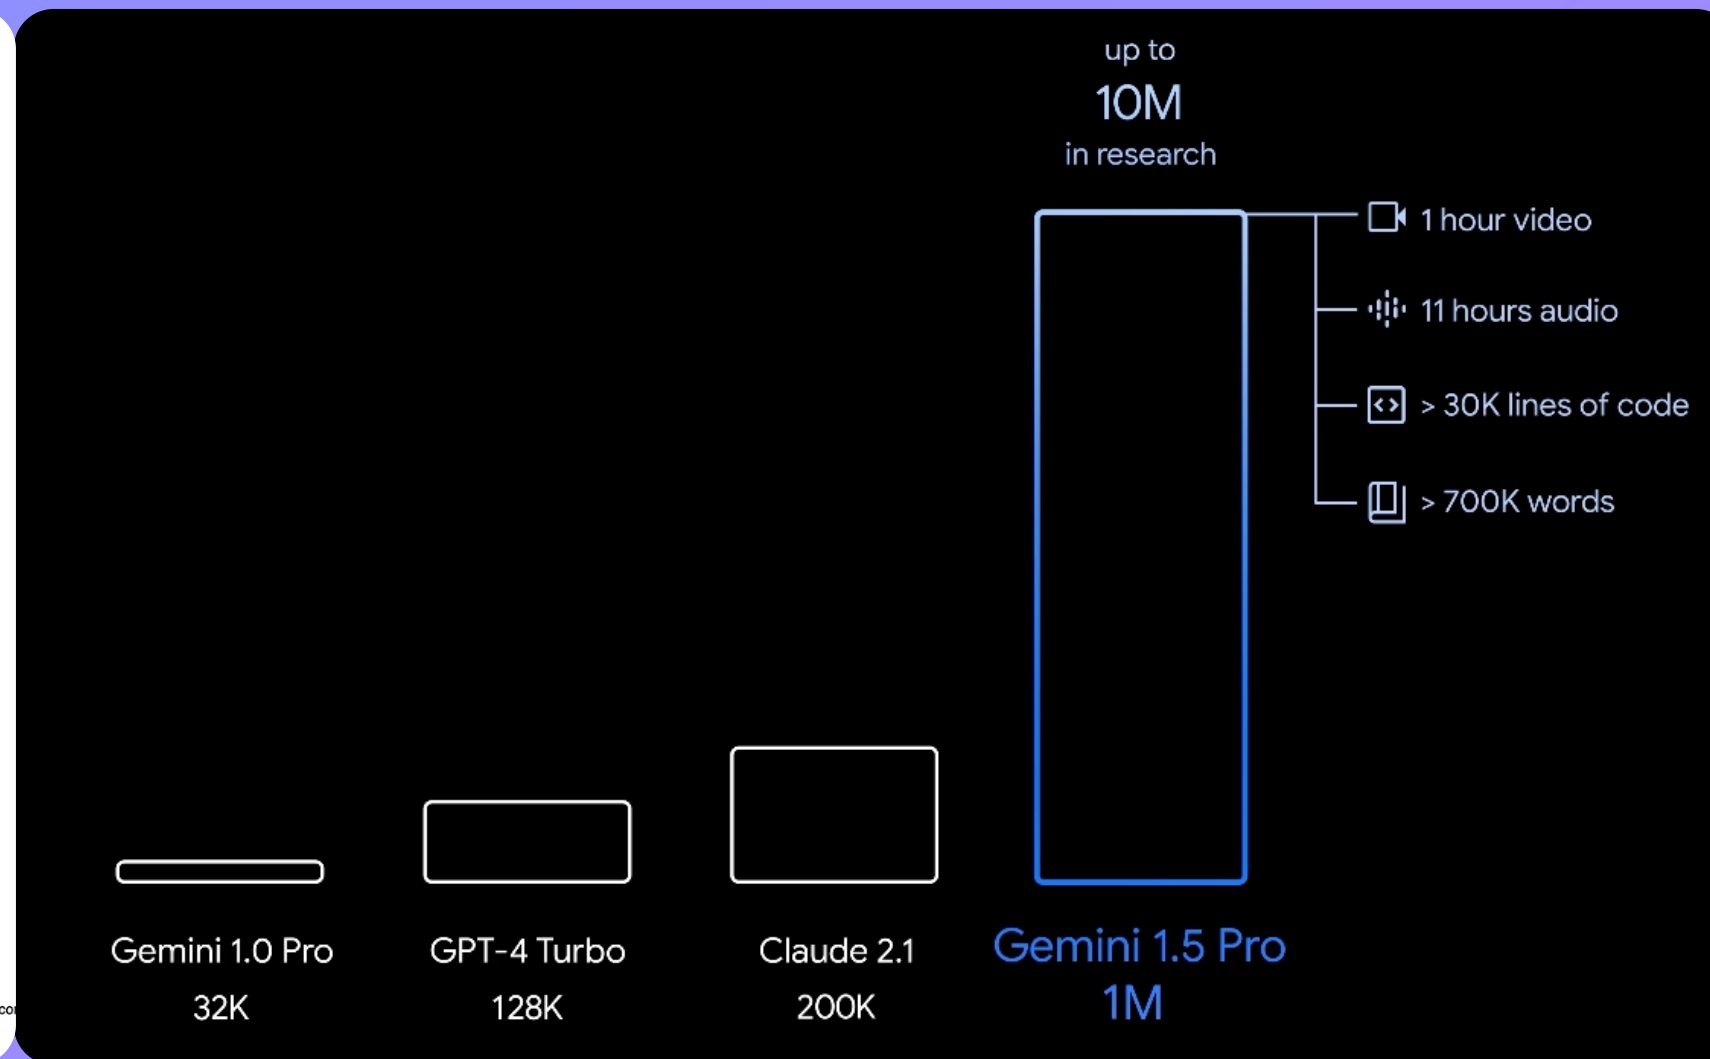 up to
10M
in research
1 hour video
11 hours audio
> 30K lines of code
> 700K words
Gemini 1.0 Pro
32K
GPT-4 Turbo
128K
Claude 2.1
200K
Gemini 1.5 Pro
1M